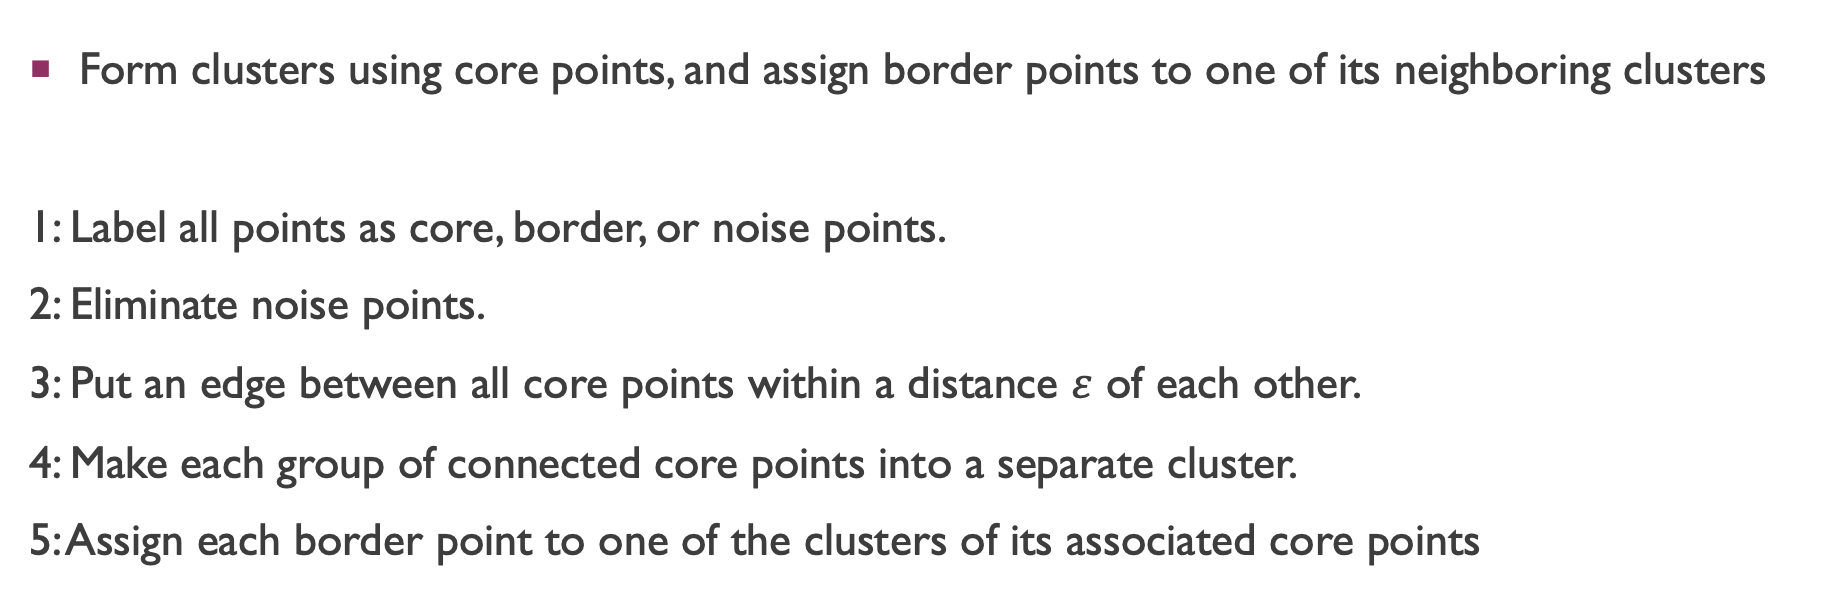 ▪ Form clusters using core points, and assign border points to one of its neighboring clusters
1: Label all points as core, border, or noise points.
2: Eliminate noise points.
3: Put an edge between all core points within a distance 𝜀 of each other.
4: Make each group of connected core points into a separate cluster.
5: Assign each border point to one of the clusters of its associated core points